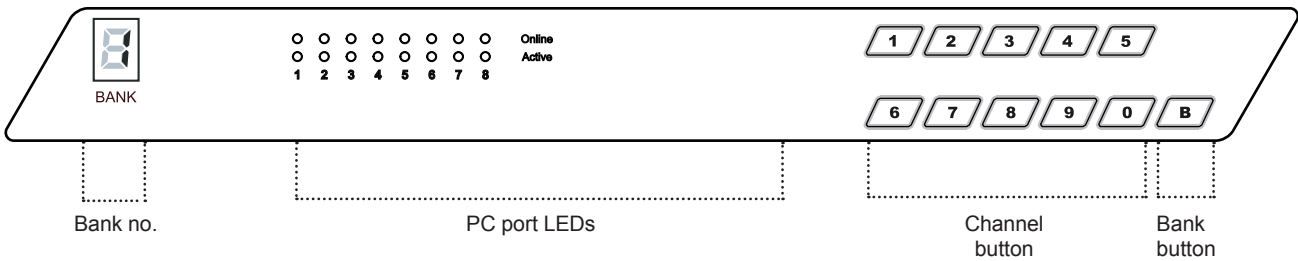 1
BANK
Online
Active
1 2 3 4 5 6 7 8
1 2 3 4 5
6 7 8 9 0 B
Bank no.
PC port LEDs
Channel
button
Bank
button